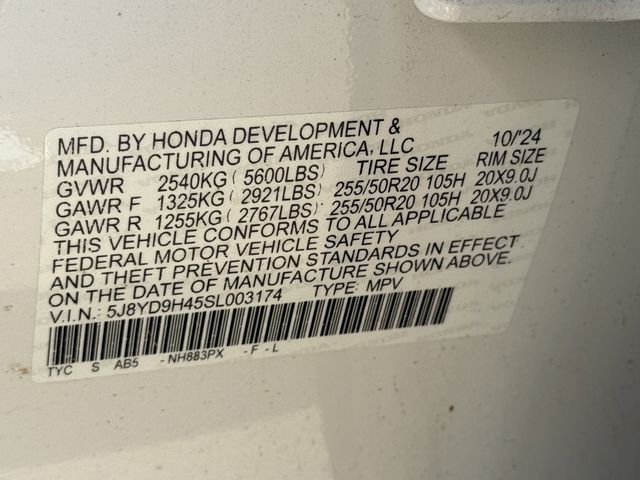 MFD. BY HONDA DEVELOPMENT & 10/'24
MANUFACTURING OF AMERICA, LLC TIRE SIZE RIM SIZE
GVWR 2540KG ( 5600LBS)
GAWR F 1325KG ( 2921LBS) 255/50R20 105H 20X9.0J
GAWR R 1255KG ( 2767LBS) 255/50R20 105H 20X9.0J
THIS VEHICLE CONFORMS TO ALL APPLICABLE
FEDERAL MOTOR VEHICLE SAFETY
AND THEFT PREVENTION STANDARDS IN EFFECT
ON THE DATE OF MANUFACTURE SHOWN ABOVE.
V.I.N.: 5J8YD9H45SL003174 TYPE: MPV
TYC S AB5 -NH883PX -F-L